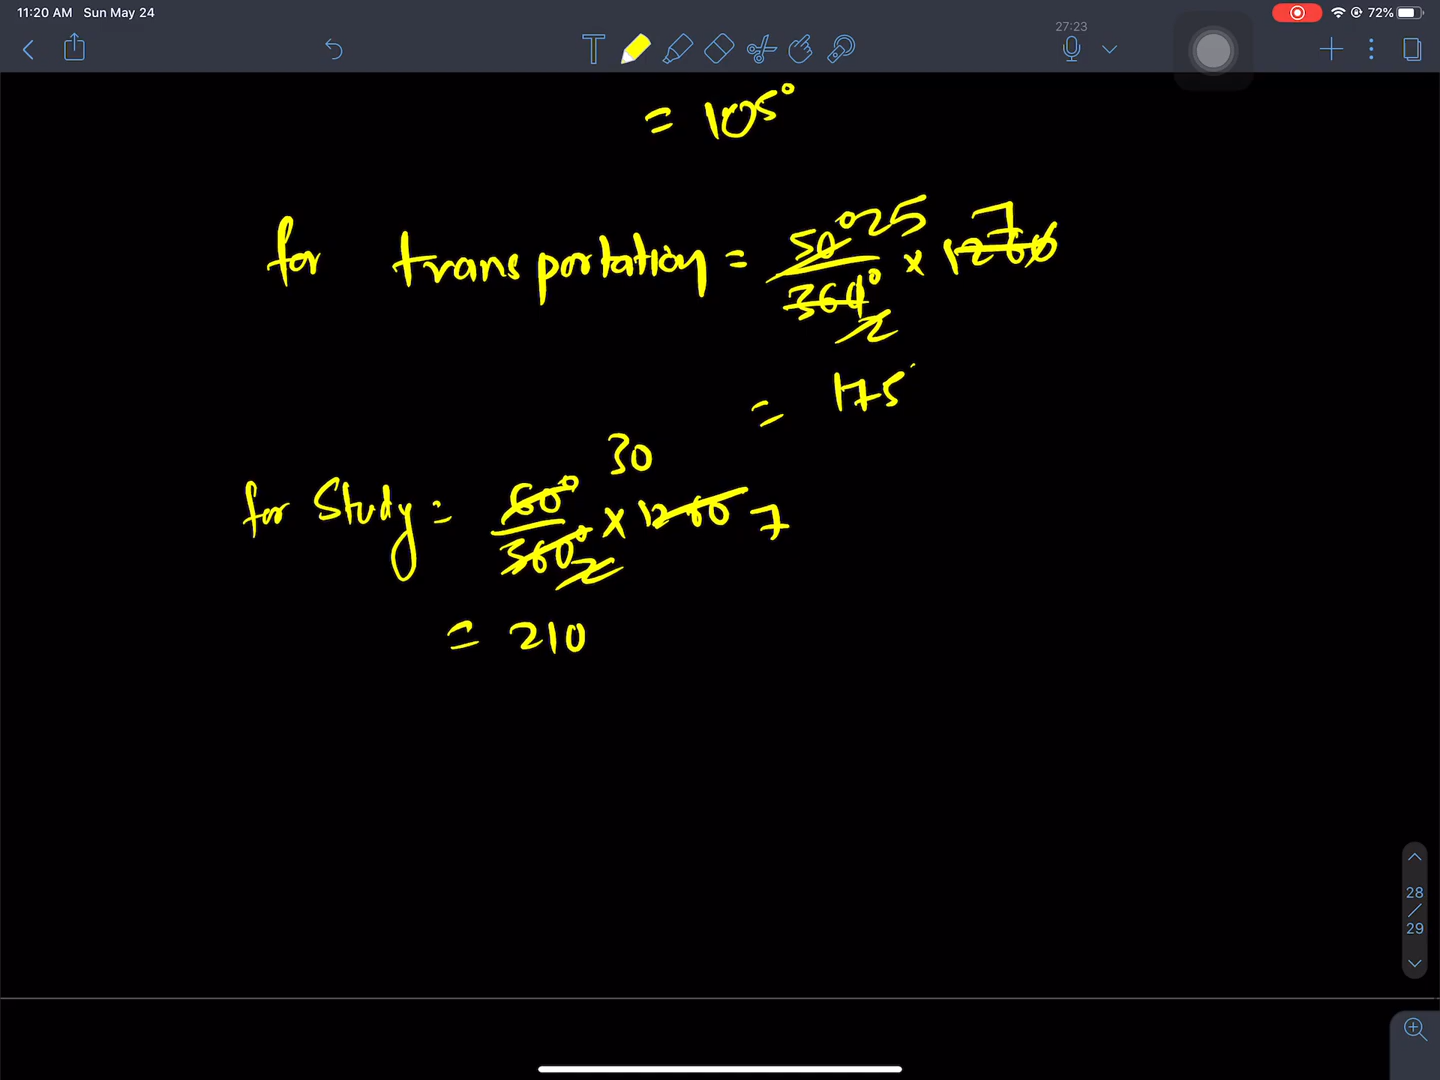 11:20 AM Sun May 24
72%
27:23
T
= 105°
for transportation = 50°/360° × 1260 25 7 2
= 175
for Study = 60°/360° × 1260 30 7 2
= 210
28
/
29